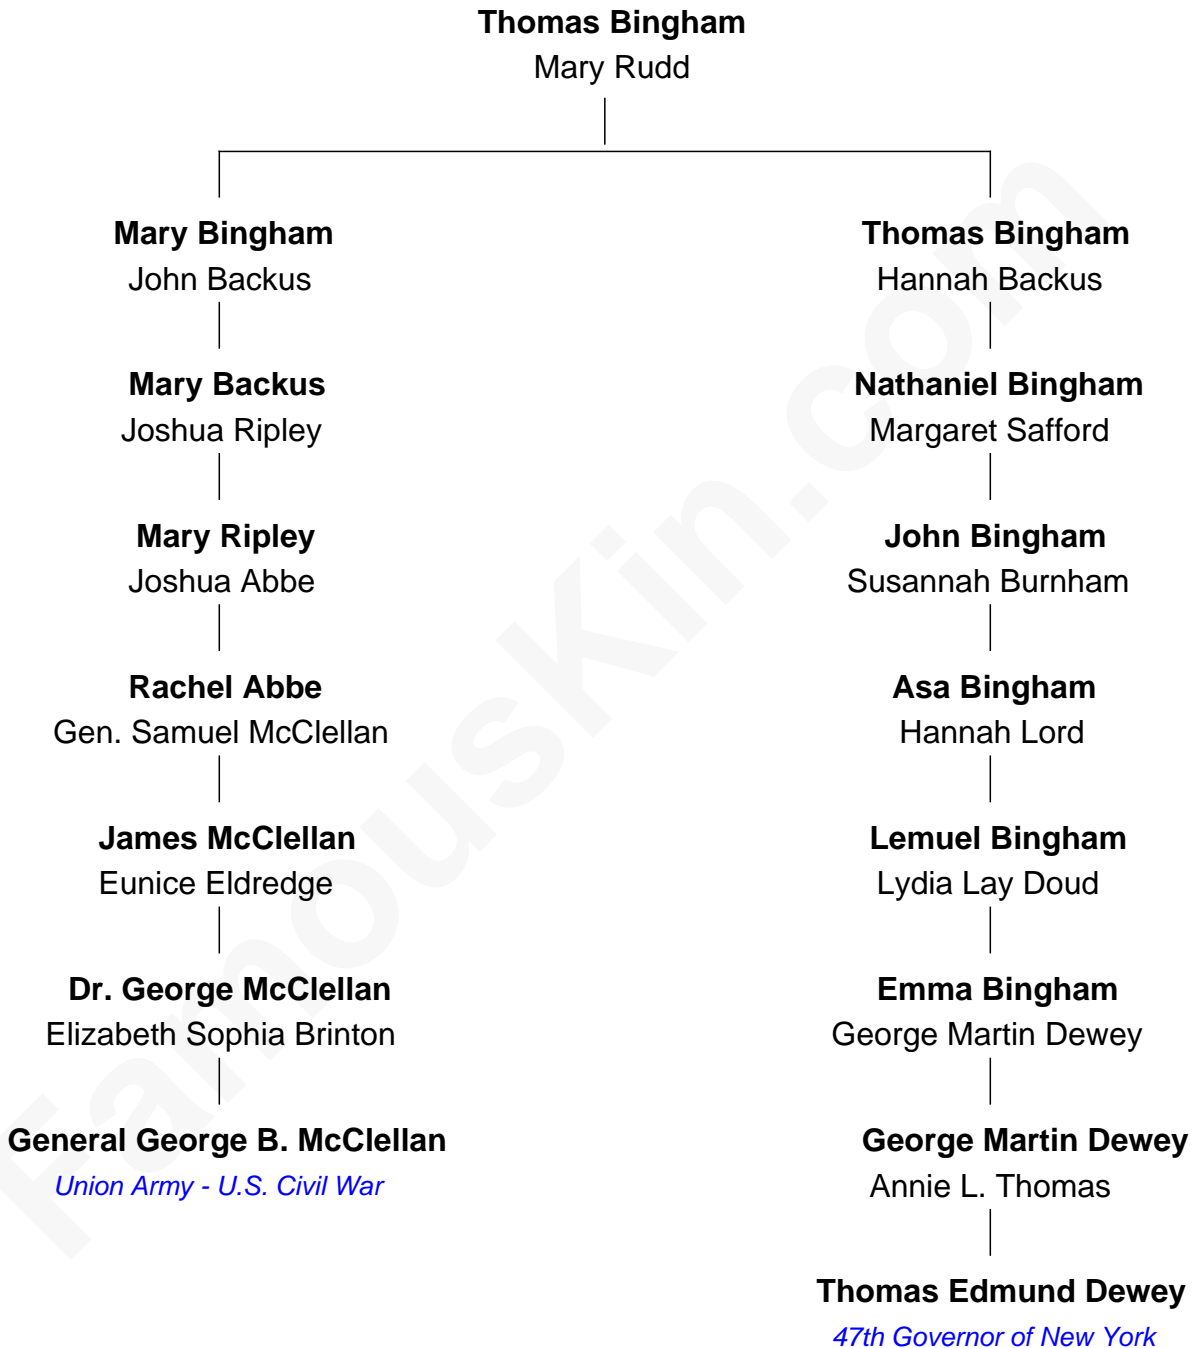 Thomas Bingham
Mary Rudd
Mary Bingham
John Backus
Mary Backus
Joshua Ripley
Mary Ripley
Joshua Abbe
Rachel Abbe
Gen. Samuel McClellan
James McClellan
Eunice Eldredge
Dr. George McClellan
Elizabeth Sophia Brinton
General George B. McClellan
Union Army - U.S. Civil War
Thomas Bingham
Hannah Backus
Nathaniel Bingham
Margaret Safford
John Bingham
Susannah Burnham
Asa Bingham
Hannah Lord
Lemuel Bingham
Lydia Lay Doud
Emma Bingham
George Martin Dewey
George Martin Dewey
Annie L. Thomas
Thomas Edmund Dewey
47th Governor of New York
FamousKin.com